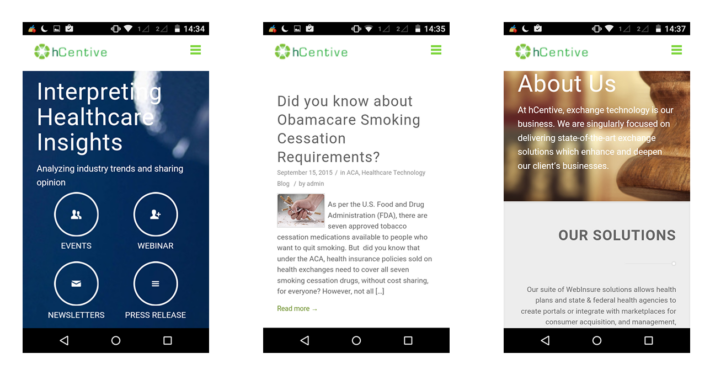 14:34
hCentive
Interpreting
Healthcare
Insights
Analyzing industry trends and sharing
opinion
EVENTS
WEBINAR
NEWSLETTERS
PRESS RELEASE
14:35
hCentive
Did you know about
Obamacare Smoking
Cessation
Requirements?
September 15, 2015 / in ACA, Healthcare Technology
Blog / by admin
As per the U.S. Food and Drug
Administration (FDA), there are
seven approved tobacco
cessation medications available to people who
want to quit smoking. But did you know that
under the ACA, health insurance policies sold on
health exchanges need to cover all seven
smoking cessation drugs, without cost sharing,
for everyone? However, not all [...]
Read more →
14:37
hCentive
About Us
At hCentive, exchange technology is our
business. We are singularly focused on
delivering state-of-the-art exchange
solutions which enhance and deepen
our client's businesses.
OUR SOLUTIONS
Our suite of WebInsure solutions allows health
plans and state & federal health agencies to
create portals or integrate with marketplaces for
consumer acquisition, and management,